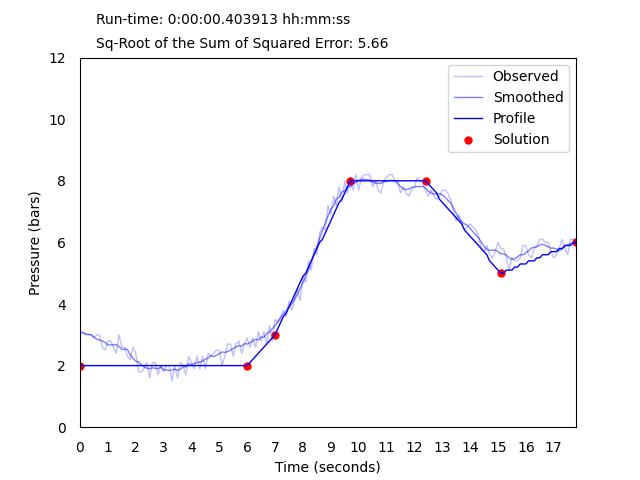 Run-time: 0:00:00.403913 hh:mm:ss
Sq-Root of the Sum of Squared Error: 5.66
Observed
Smoothed
Profile
Solution
Pressure (bars)
12
10
8
6
4
2
0
0 1 2 3 4 5 6 7 8 9 10 11 12 13 14 15 16 17
Time (seconds)